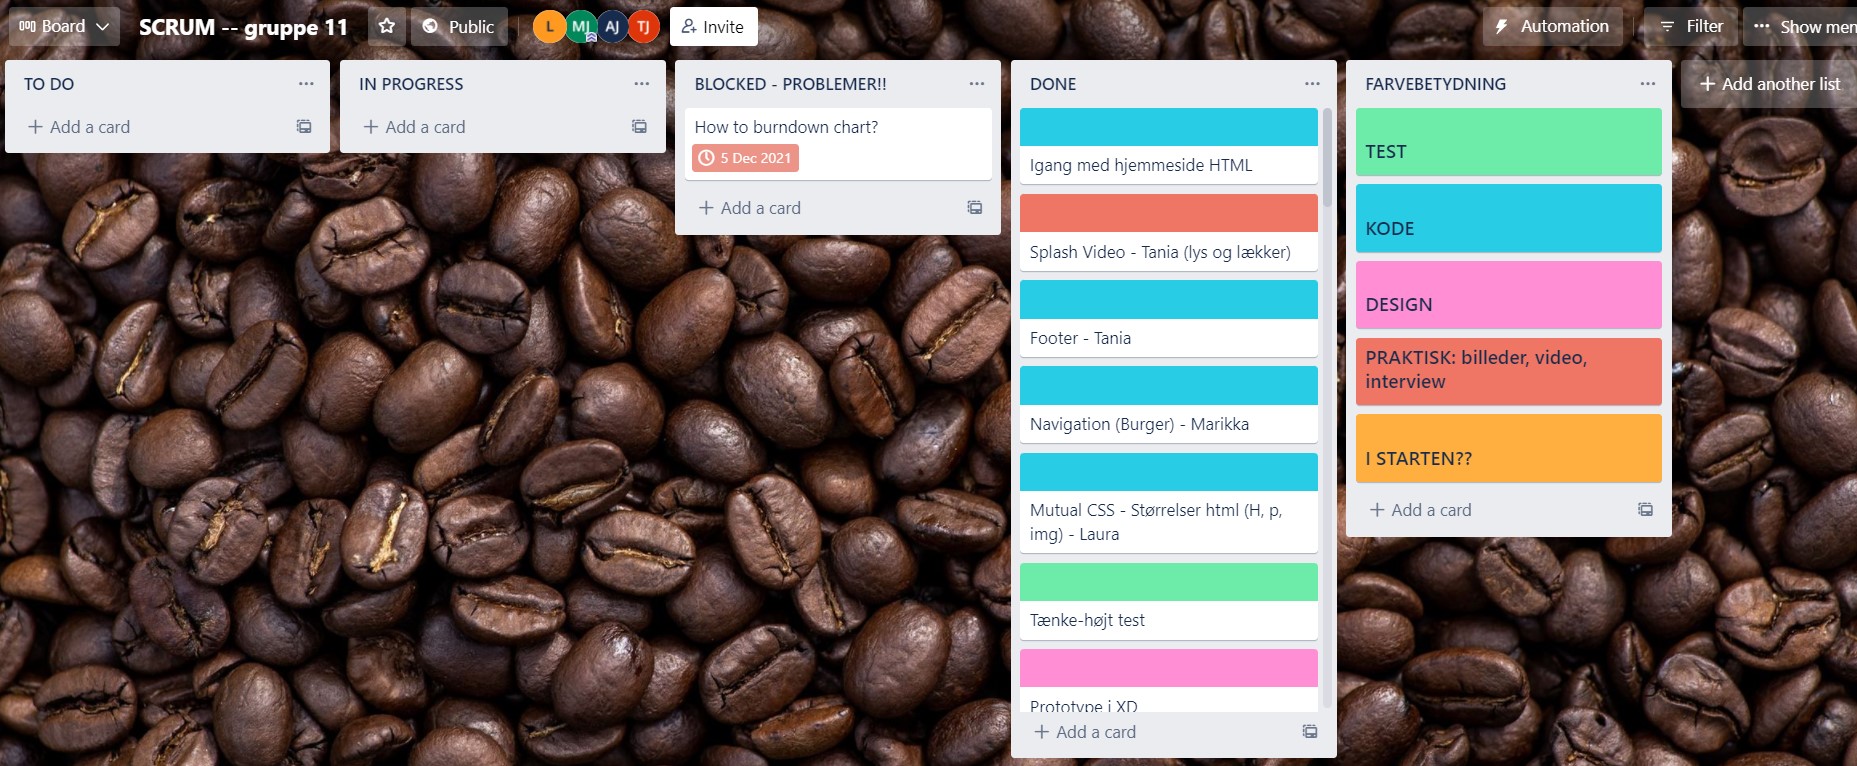 Board
SCRUM -- gruppe 11
Public
L
MJ
AJ
TJ
Invite
Automation
Filter
Show men
TO DO
Add a card
IN PROGRESS
Add a card
BLOCKED - PROBLEMER!!
How to burndown chart?
5 Dec 2021
Add a card
DONE
Igang med hjemmeside HTML
Splash Video - Tania (lys og lækker)
Footer - Tania
Navigation (Burger) - Marikka
Mutual CSS - Størrelser html (H, p,
img) - Laura
Tænke-højt test
Prototype i XD
Add a card
FARVEBETYDNING
TEST
KODE
DESIGN
PRAKTISK: billeder, video,
interview
I STARTEN??
Add a card
Add another list